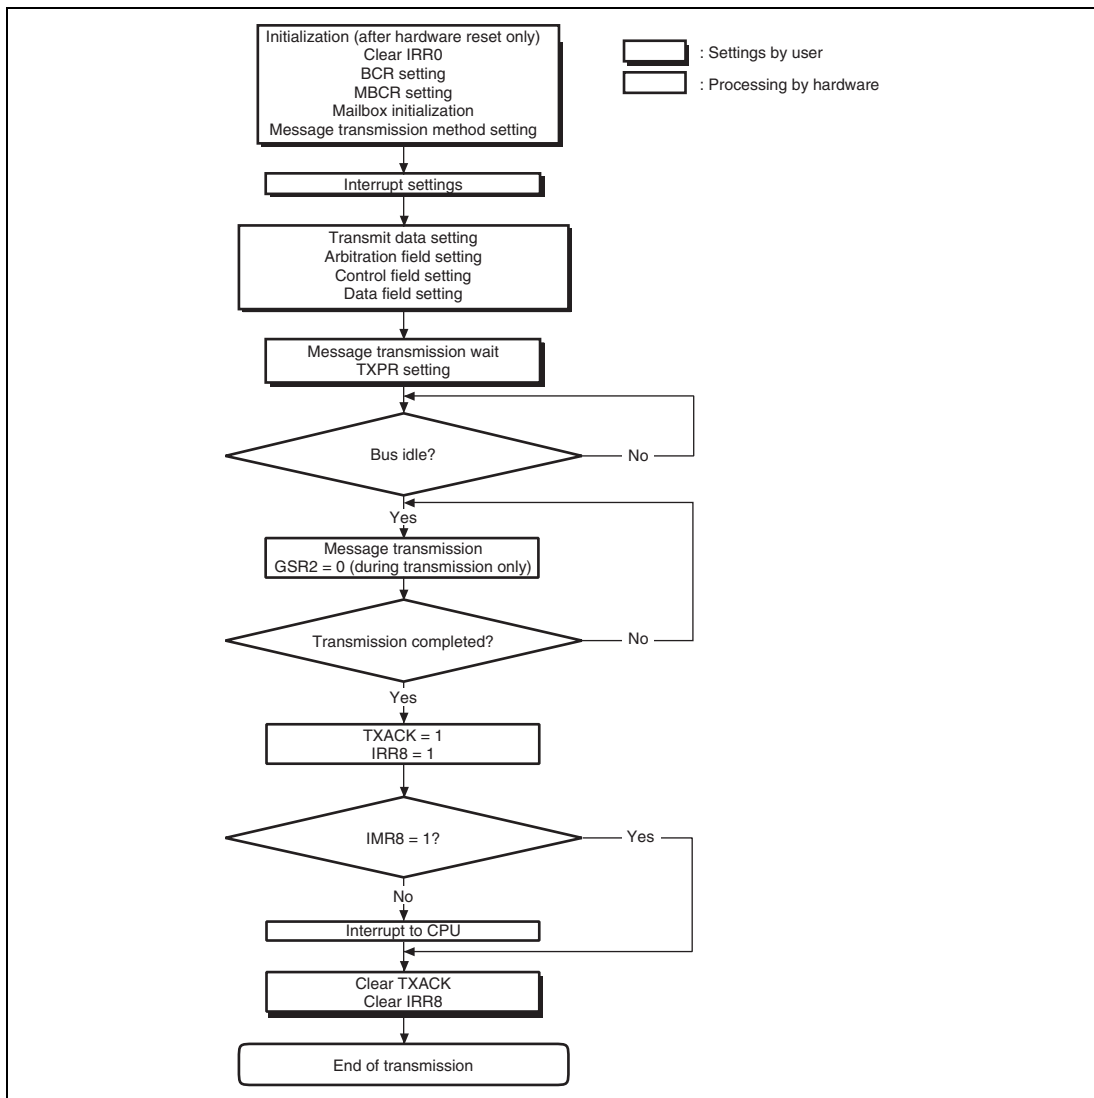 Initialization (after hardware reset only)
Clear IRR0
BCR setting
MBCR setting
Mailbox initialization
Message transmission method setting
: Settings by user
: Processing by hardware
Interrupt settings
Transmit data setting
Arbitration field setting
Control field setting
Data field setting
Message transmission wait
TXPR setting
Bus idle?
No
Yes
Message transmission
GSR2 = 0 (during transmission only)
Transmission completed?
No
Yes
TXACK = 1
IRR8 = 1
IMR8 = 1?
Yes
No
Interrupt to CPU
Clear TXACK
Clear IRR8
End of transmission